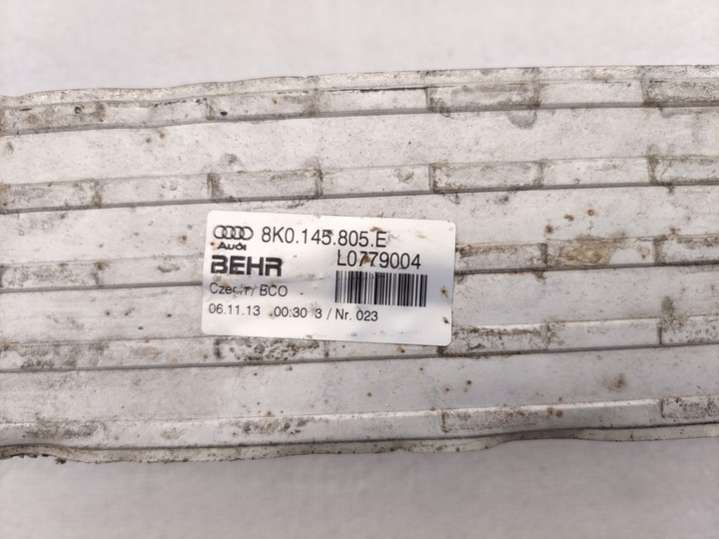 8K0.145.805.E
Audi
BEHR L0779004
Czech / BCO
06.11.13 00:30 3 / Nr. 023